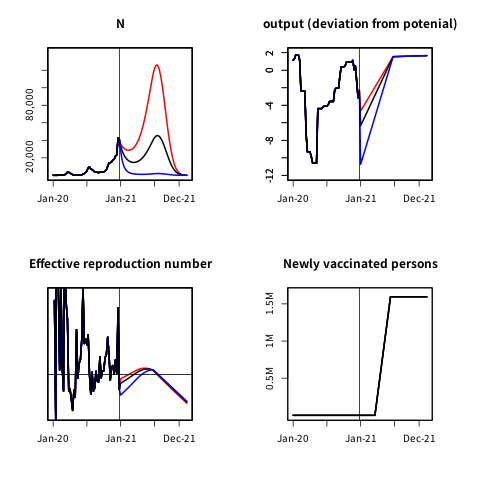 N
80,000
20,000
Jan-20 Jan-21 Dec-21
output (deviation from potenial)
2
0
-4
-8
-12
Jan-20 Jan-21 Dec-21
Effective reproduction number
Jan-20 Jan-21 Dec-21
Newly vaccinated persons
1.5M
1M
0.5M
Jan-20 Jan-21 Dec-21